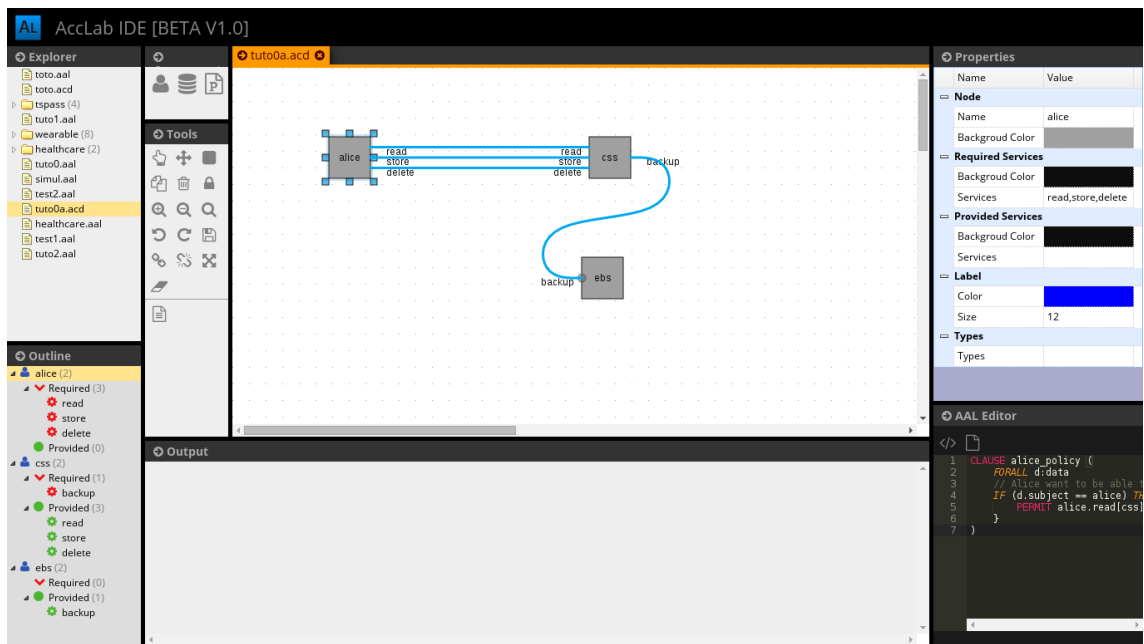 AL AccLab IDE [BETA V1.0]
Explorer
toto.aal
toto.acd
tspass (4)
tuto1.aal
wearable (8)
healthcare (2)
tuto0.aal
simul.aal
test2.aal
tuto0a.acd
healthcare.aal
test1.aal
tuto2.aal
Outline
alice (2)
Required (3)
read
store
delete
Provided (0)
css (2)
Required (1)
backup
Provided (3)
read
store
delete
ebs (2)
Required (0)
Provided (1)
backup
P
Tools
tuto0a.acd
alice
read
store
delete
read
store
delete
css
backup
backup
ebs
Output
Properties
Name Value
Node
Name alice
Backgroud Color
Required Services
Backgroud Color
Services read,store,delete
Provided Services
Backgroud Color
Services
Label
Color
Size 12
Types
Types
AAL Editor
</>
1 CLAUSE alice_policy (
2 FORALL d:data
3 // Alice want to be able t
4 IF (d.subject == alice) TH
5 PERMIT alice.read[css]
6 }
7 )